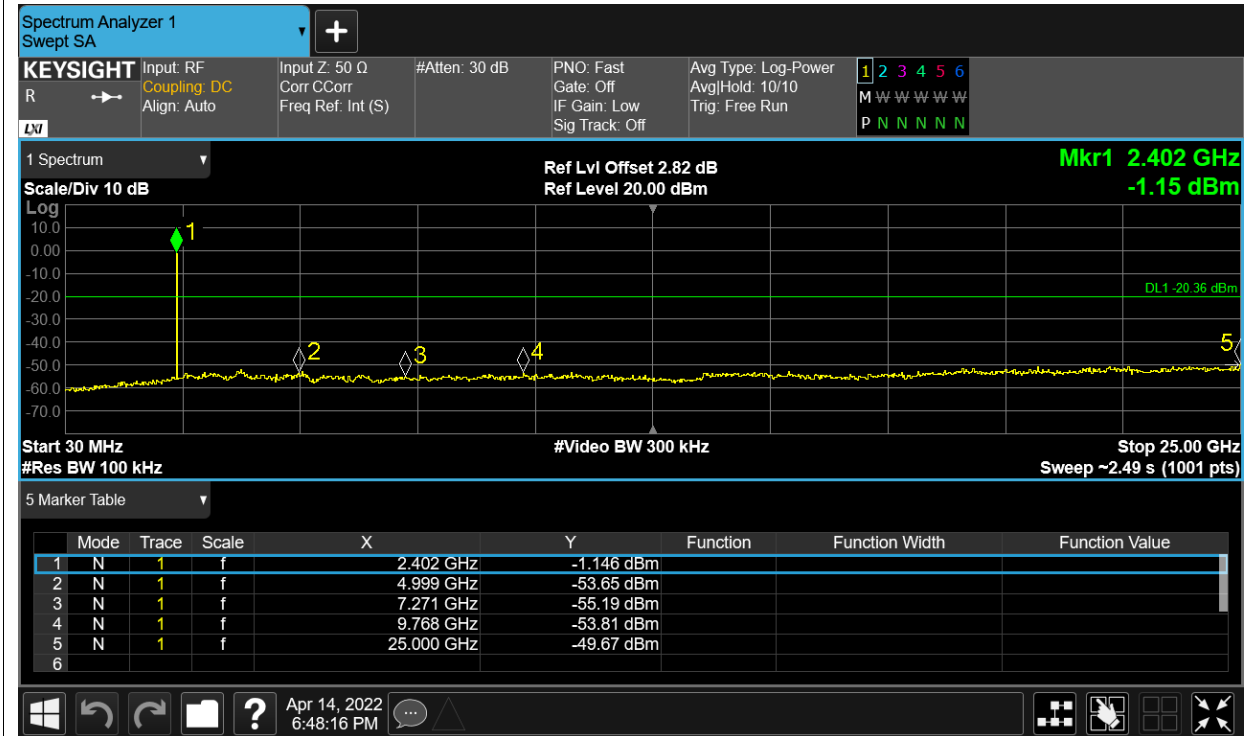 Spectrum Analyzer 1
Swept SA
KEYSIGHT Input: RF Input Z: 50 Ω #Atten: 30 dB PNO: Fast Avg Type: Log-Power 1 2 3 4 5 6
R Coupling: DC Corr CCorr Gate: Off Avg|Hold: 10/10 M W W W W W
Align: Auto Freq Ref: Int (S) IF Gain: Low Trig: Free Run
LXI Sig Track: Off P N N N N N
1 Spectrum Ref Lvl Offset 2.82 dB Mkr1 2.402 GHz
Scale/Div 10 dB Ref Level 20.00 dBm -1.15 dBm
Log
10.0 1
0.00
-10.0
-20.0 DL1 -20.36 dBm
-30.0
-40.0 2 3 4 5
-50.0
-60.0
-70.0
Start 30 MHz #Video BW 300 kHz Stop 25.00 GHz
#Res BW 100 kHz Sweep ~2.49 s (1001 pts)
5 Marker Table
Mode Trace Scale X Y Function Function Width Function Value
1 N 1 f 2.402 GHz -1.146 dBm
2 N 1 f 4.999 GHz -53.65 dBm
3 N 1 f 7.271 GHz -55.19 dBm
4 N 1 f 9.768 GHz -53.81 dBm
5 N 1 f 25.000 GHz -49.67 dBm
6
? Apr 14, 2022
6:48:16 PM